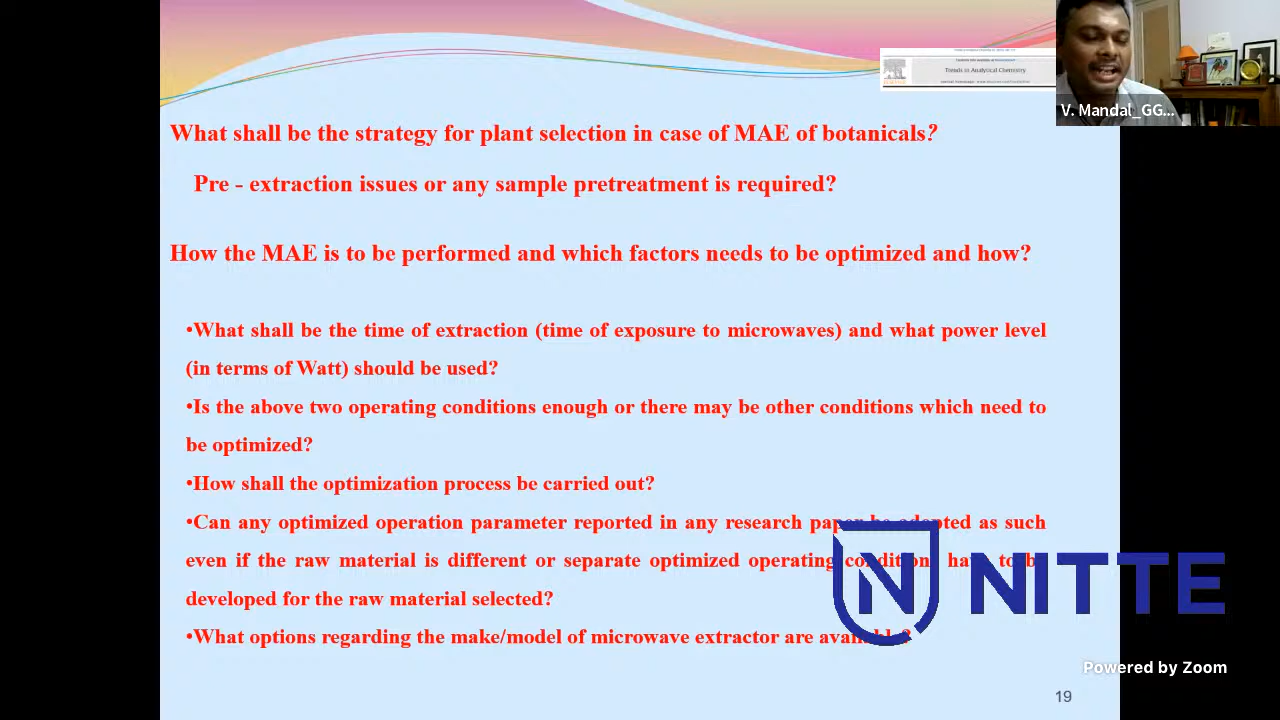 Trends in Analytical Chemistry
V. Mandal_GG...
What shall be the strategy for plant selection in case of MAE of botanicals?
Pre - extraction issues or any sample pretreatment is required?
How the MAE is to be performed and which factors needs to be optimized and how?
•What shall be the time of extraction (time of exposure to microwaves) and what power level
(in terms of Watt) should be used?
•Is the above two operating conditions enough or there may be other conditions which need to
be optimized?
•How shall the optimization process be carried out?
•Can any optimized operation parameter reported in any research paper be adopted as such
even if the raw material is different or separate optimized operating condition have to be
developed for the raw material selected?
•What options regarding the make/model of microwave extractor are available?
N NITTE
Powered by Zoom
19